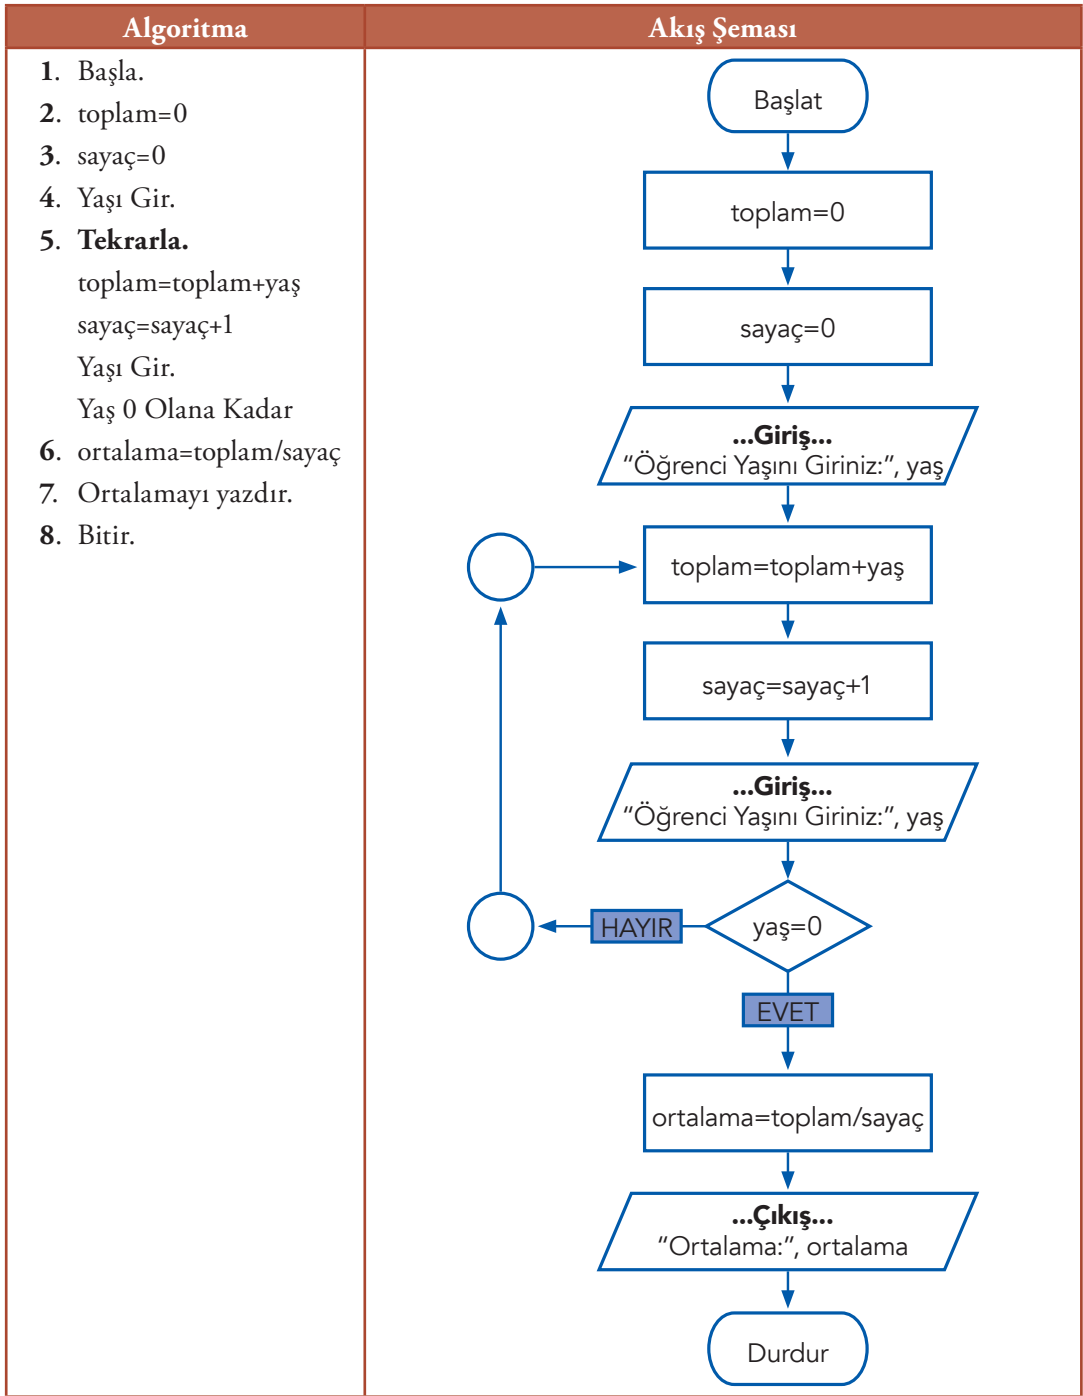 Algoritma
1. Başla.
2. toplam=0
3. sayaç=0
4. Yaşı Gir.
5. Tekrarla.
toplam=toplam+yaş
sayaç=sayaç+1
Yaşı Gir.
Yaş 0 Olana Kadar
6. ortalama=toplam/sayaç
7. Ortalamayı yazdır.
8. Bitir.
Akış Şeması
Başlat
toplam=0
sayaç=0
...Giriş...
“Öğrenci Yaşını Giriniz:”, yaş
toplam=toplam+yaş
sayaç=sayaç+1
...Giriş...
“Öğrenci Yaşını Giriniz:”, yaş
yaş=0
HAYIR
EVET
ortalama=toplam/sayaç
...Çıkış...
“Ortalama:”, ortalama
Durdur